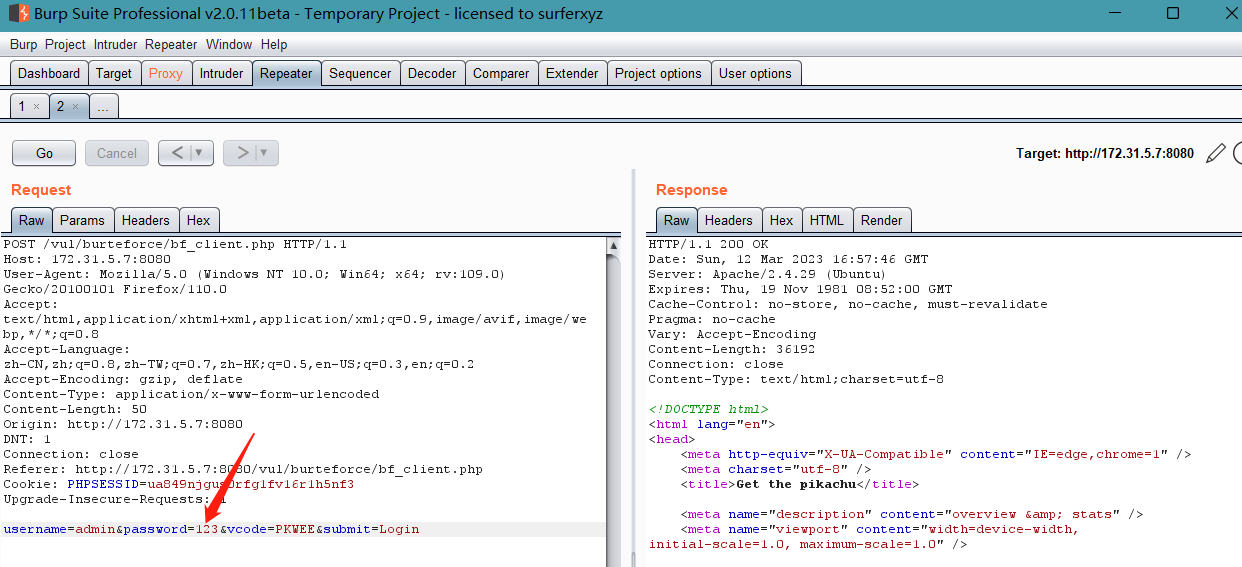 Burp Suite Professional v2.0.11beta - Temporary Project - licensed to surferxyz
Burp Project Intruder Repeater Window Help
Dashboard Target Proxy Intruder Repeater Sequencer Decoder Comparer Extender Project options User options
1 × 2 × ...
Go Cancel < ▼ > ▼ Target: http://172.31.5.7:8080
Request
Raw Params Headers Hex
POST /vul/burteforce/bf_client.php HTTP/1.1
Host: 172.31.5.7:8080
User-Agent: Mozilla/5.0 (Windows NT 10.0; Win64; x64; rv:109.0)
Gecko/20100101 Firefox/110.0
Accept:
text/html,application/xhtml+xml,application/xml;q=0.9,image/avif,image/we
bp,*/*;q=0.8
Accept-Language:
zh-CN,zh;q=0.8,zh-TW;q=0.7,zh-HK;q=0.5,en-US;q=0.3,en;q=0.2
Accept-Encoding: gzip, deflate
Content-Type: application/x-www-form-urlencoded
Content-Length: 50
Origin: http://172.31.5.7:8080
DNT: 1
Connection: close
Referer: http://172.31.5.7:8080/vul/burteforce/bf_client.php
Cookie:
Upgrade-Insecure-Requests: 1
username=admin&password=123&vcode=PKWEE&submit=Login
Response
Raw Headers Hex HTML Render
HTTP/1.1 200 OK
Date: Sun, 12 Mar 2023 16:57:46 GMT
Server: Apache/2.4.29 (Ubuntu)
Expires: Thu, 19 Nov 1981 08:52:00 GMT
Cache-Control: no-store, no-cache, must-revalidate
Pragma: no-cache
Vary: Accept-Encoding
Content-Length: 36192
Connection: close
Content-Type: text/html;charset=utf-8
<!DOCTYPE html>
<html lang="en">
<head>
<meta http-equiv="X-UA-Compatible" content="IE=edge,chrome=1" />
<meta charset="utf-8" />
<title>Get the pikachu</title>
<meta name="description" content="overview &amp; stats" />
<meta name="viewport" content="width=device-width,
initial-scale=1.0, maximum-scale=1.0" />